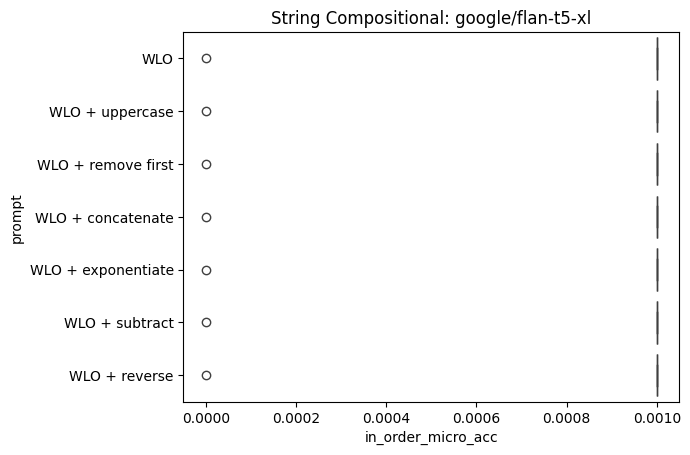 String Compositional: google/flan-t5-xl
WLO
WLO + uppercase
WLO + remove first
WLO + concatenate
WLO + exponentiate
WLO + subtract
WLO + reverse
prompt
0.0000 0.0002 0.0004 0.0006 0.0008 0.0010
in_order_micro_acc